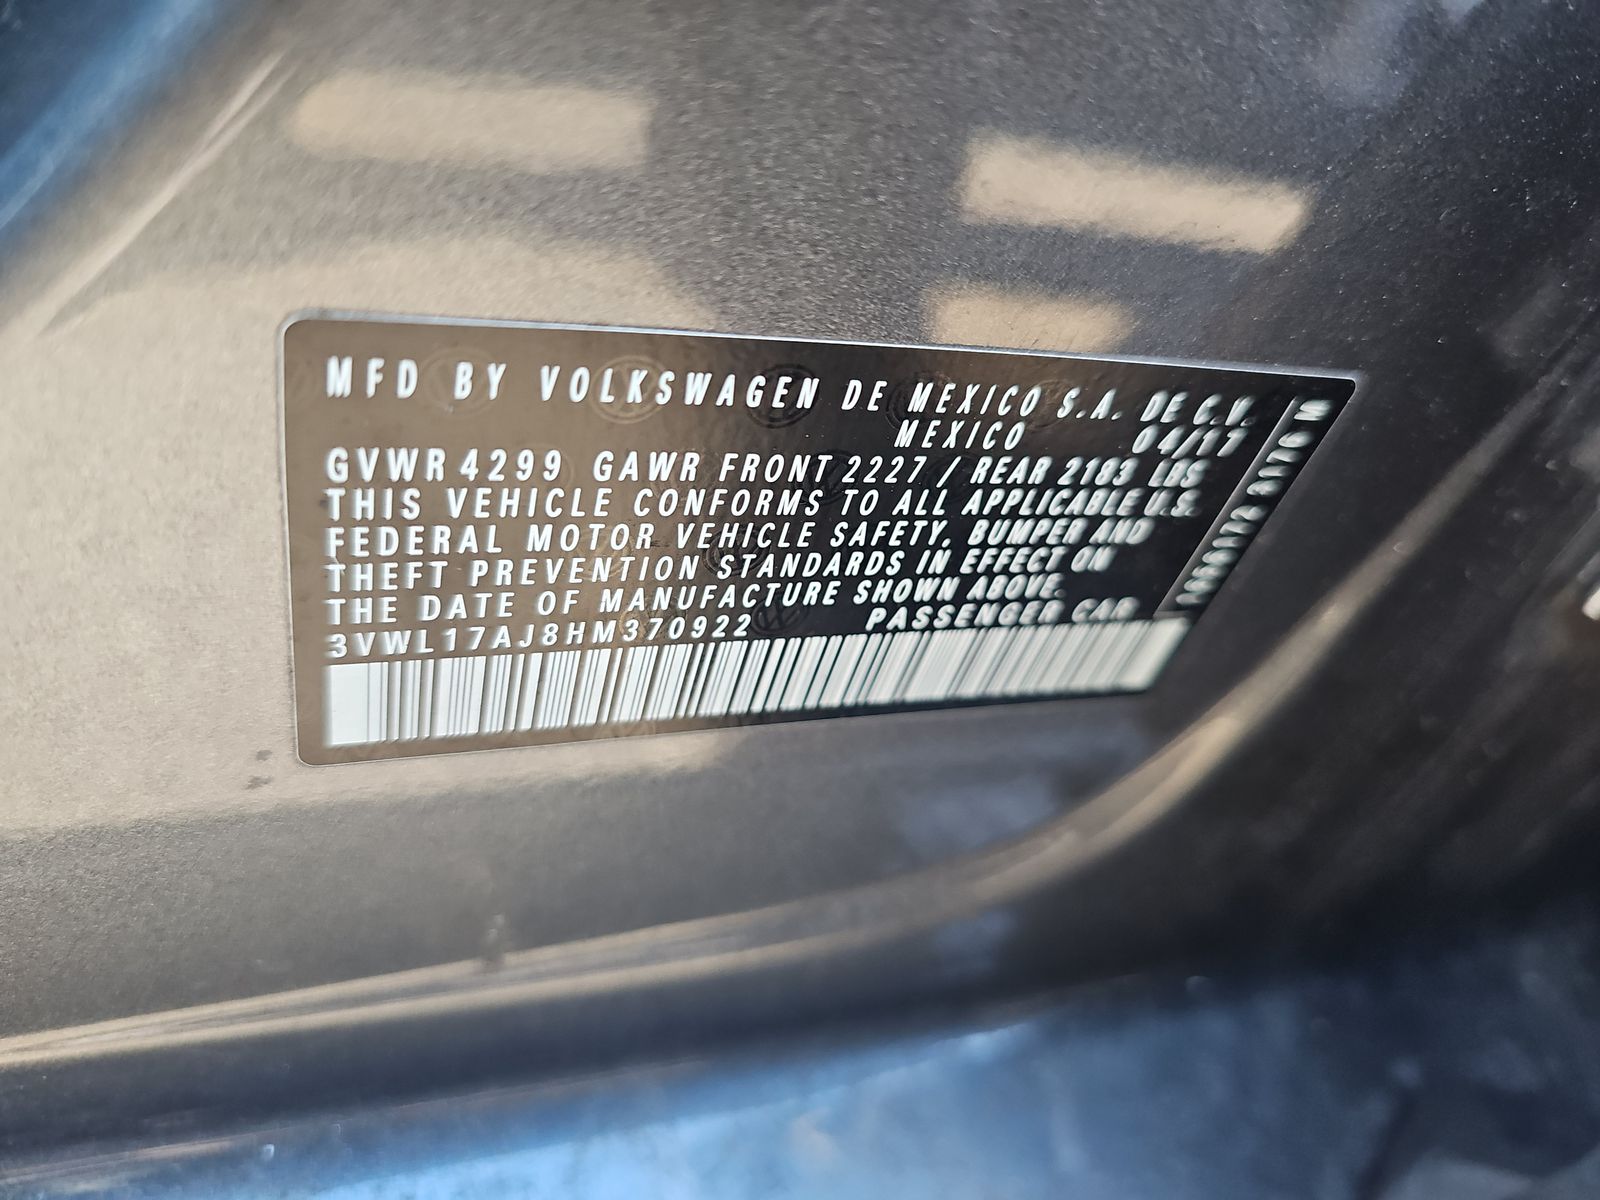 MFD BY VOLKSWAGEN DE MEXICO S.A. DE C.V.
MEXICO 04/17
GVWR 4299 GAWR FRONT 2227 / REAR 2183 LBS
THIS VEHICLE CONFORMS TO ALL APPLICABLE U.S.
FEDERAL MOTOR VEHICLE SAFETY, BUMPER AND
THEFT PREVENTION STANDARDS IN EFFECT ON
THE DATE OF MANUFACTURE SHOWN ABOVE.
3VWL17AJ8HM370922 PASSENGER CAR